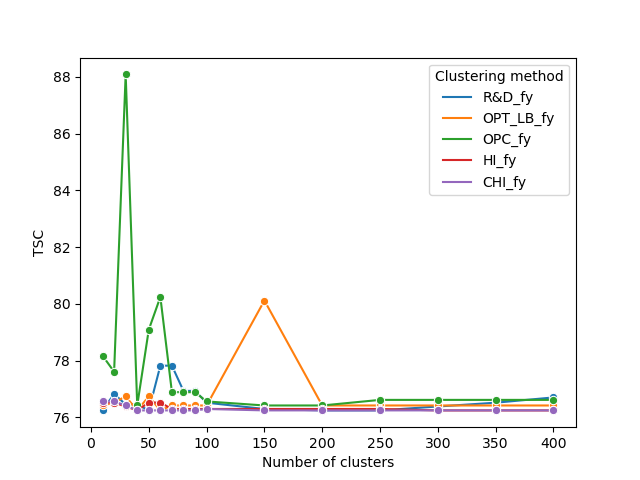 Clustering method
R&D_fy
OPT_LB_fy
OPC_fy
HI_fy
CHI_fy
88
86
84
82
80
78
76
TSC
0 50 100 150 200 250 300 350 400
Number of clusters